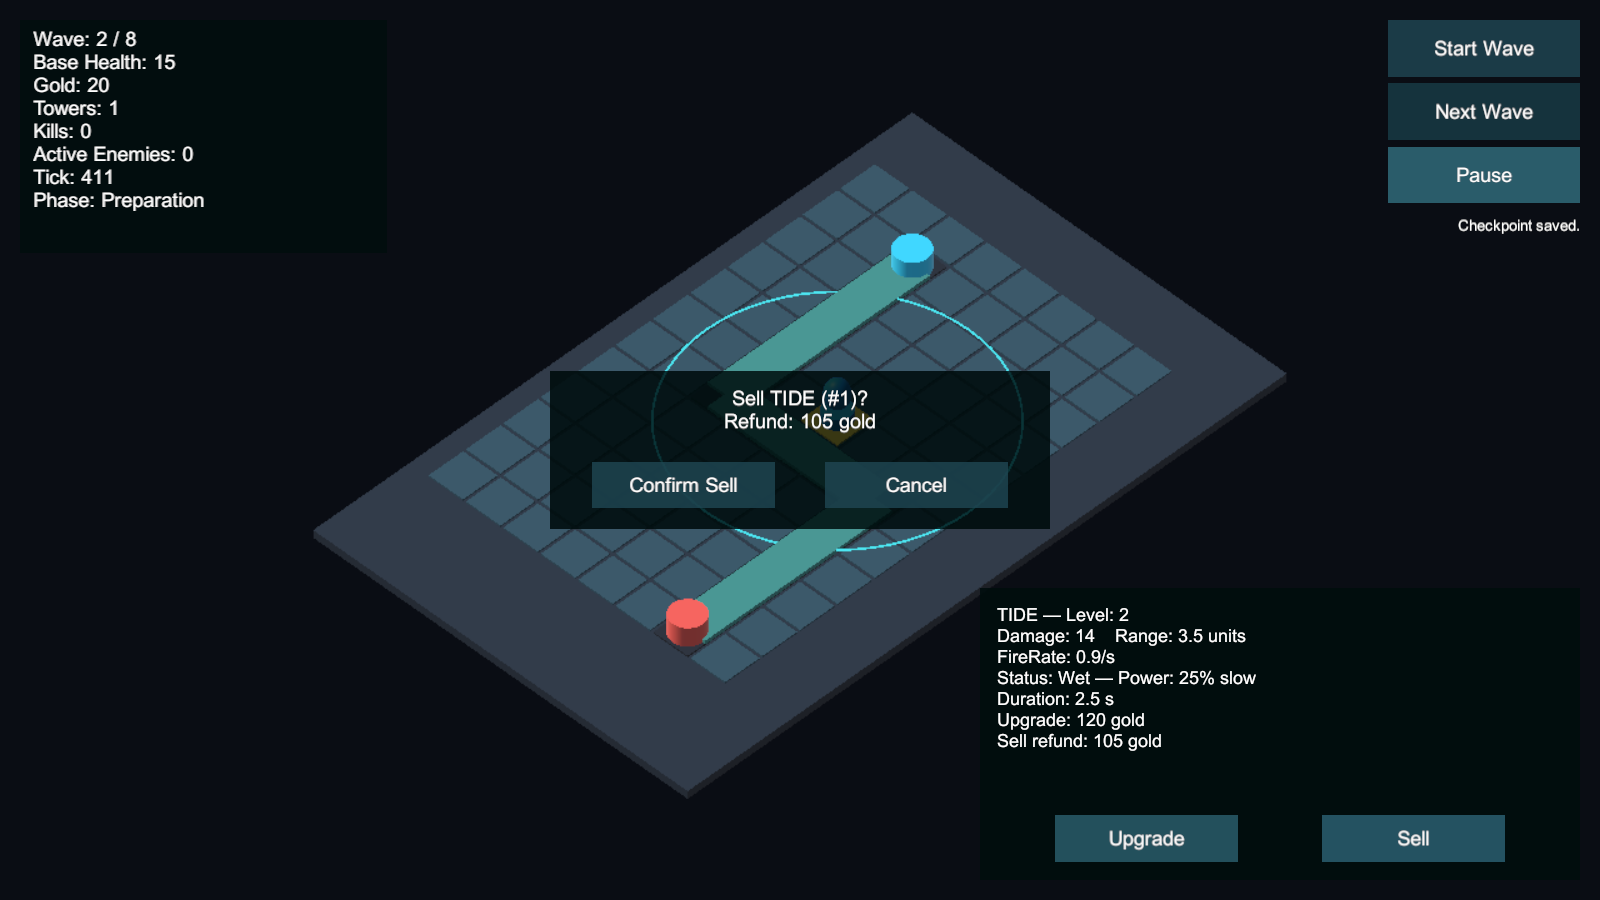 Wave: 2 / 8
Base Health: 15
Gold: 20
Towers: 1
Kills: 0
Active Enemies: 0
Tick: 411
Phase: Preparation
Start Wave
Next Wave
Pause
Checkpoint saved.
Sell TIDE (#1)?
Refund: 105 gold
Confirm Sell
Cancel
TIDE — Level: 2
Damage: 14    Range: 3.5 units
FireRate: 0.9/s
Status: Wet — Power: 25% slow
Duration: 2.5 s
Upgrade: 120 gold
Sell refund: 105 gold
Upgrade
Sell